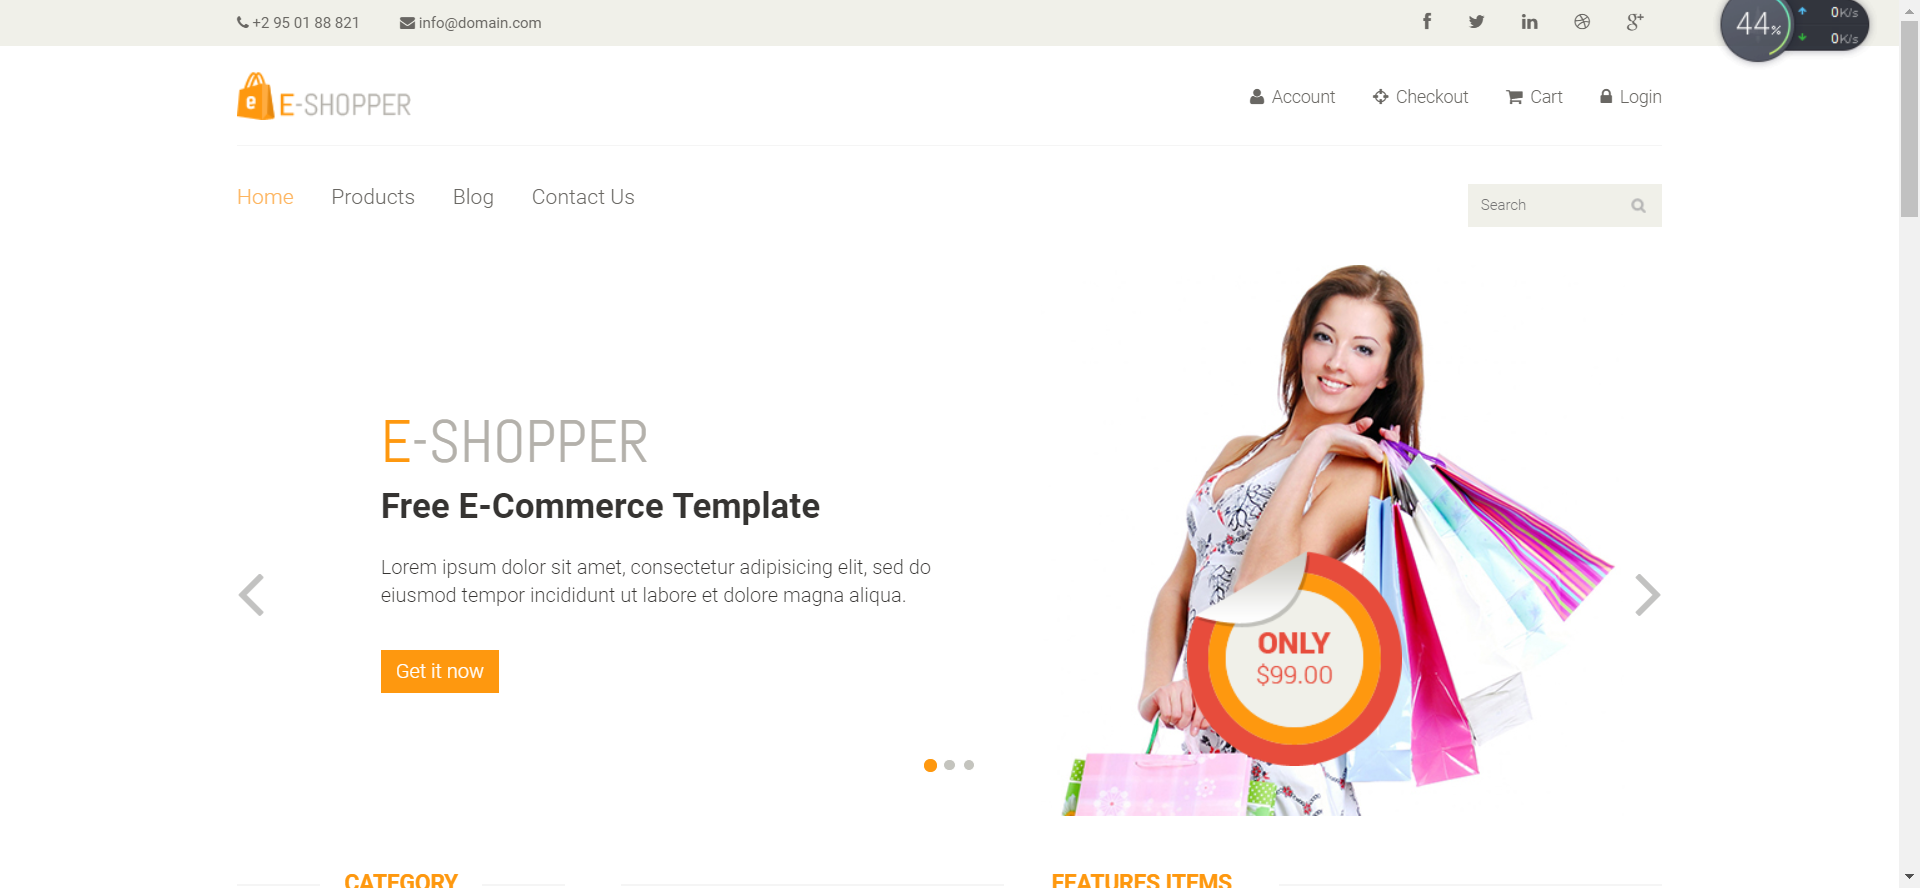 +2 95 01 88 821
info@domain.com
44%
0K/s
0K/s
e E-SHOPPER
Account
Checkout
Cart
Login
Home
Products
Blog
Contact Us
Search
E-SHOPPER
Free E-Commerce Template
Lorem ipsum dolor sit amet, consectetur adipisicing elit, sed do
eiusmod tempor incididunt ut labore et dolore magna aliqua.
Get it now
ONLY
$99.00
CATEGORY
FEATURES ITEMS